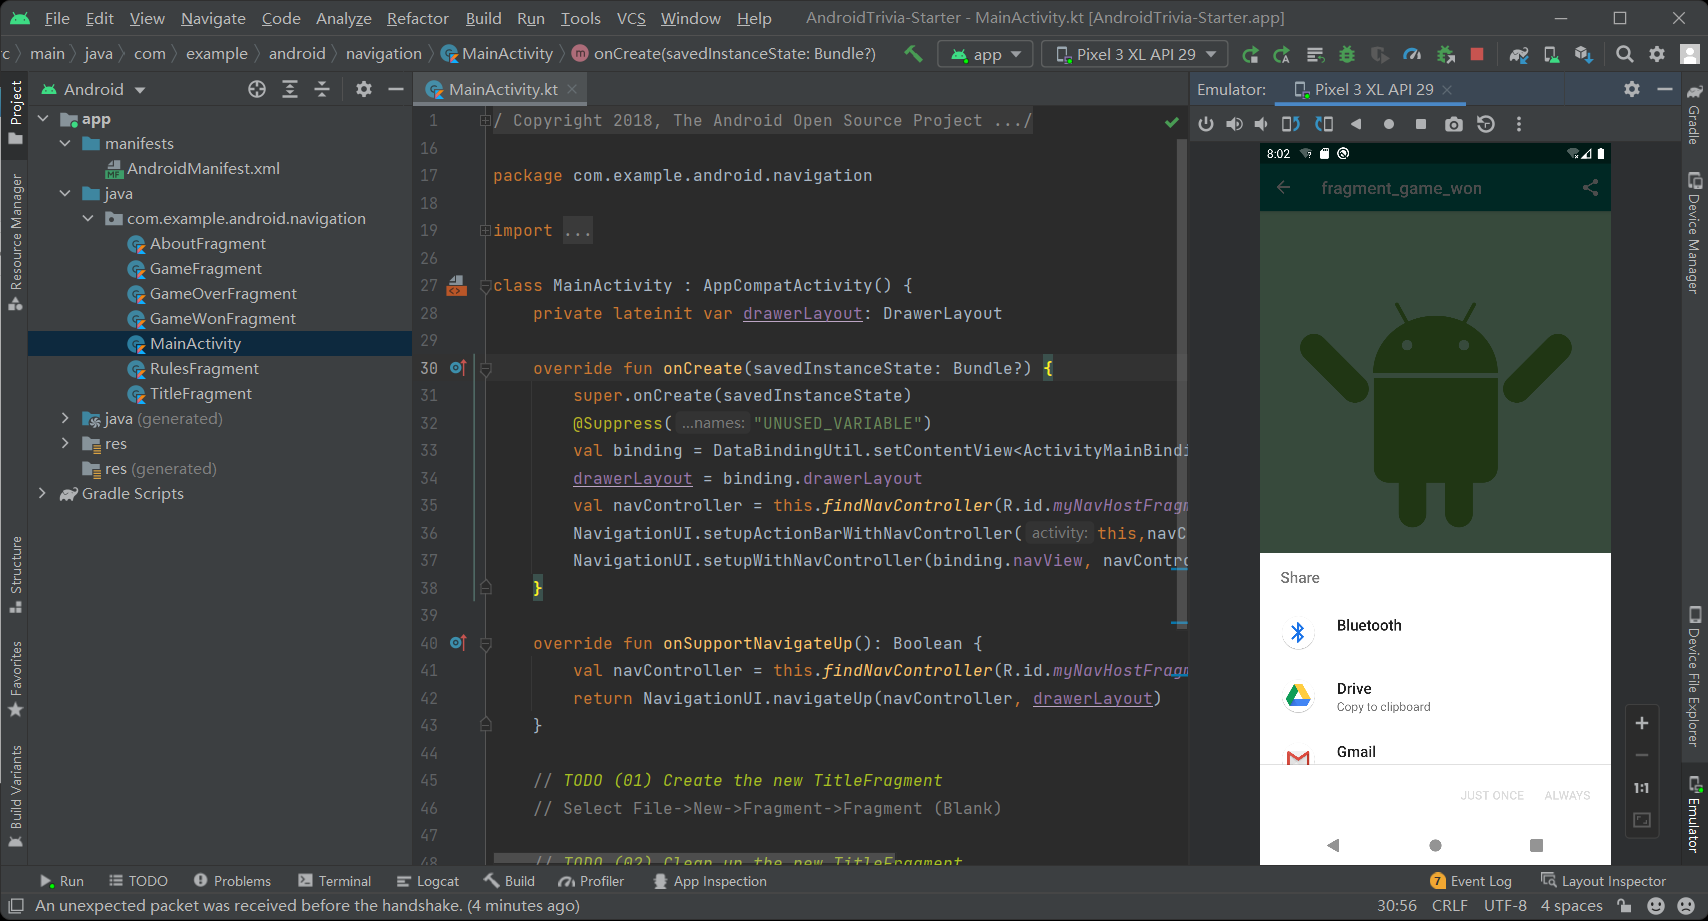 File Edit View Navigate Code Analyze Refactor Build Run Tools VCS Window Help AndroidTrivia-Starter - MainActivity.kt [AndroidTrivia-Starter.app]
main java com example android navigation MainActivity m onCreate(savedInstanceState: Bundle?) app Pixel 3 XL API 29
Android
app
manifests
AndroidManifest.xml
java
com.example.android.navigation
AboutFragment
GameFragment
GameOverFragment
GameWonFragment
MainActivity
RulesFragment
TitleFragment
java (generated)
res
res (generated)
Gradle Scripts
Project
Resource Manager
Structure
Favorites
Build Variants
MainActivity.kt
1 / Copyright 2018, The Android Open Source Project .../
16
17 package com.example.android.navigation
18
19 import ...
26
27 class MainActivity : AppCompatActivity() {
28 private lateinit var drawerLayout: DrawerLayout
29
30 override fun onCreate(savedInstanceState: Bundle?) {
31 super.onCreate(savedInstanceState)
32 @Suppress( ...names: "UNUSED_VARIABLE")
33 val binding = DataBindingUtil.setContentView<ActivityMainBindi
34 drawerLayout = binding.drawerLayout
35 val navController = this.findNavController(R.id.myNavHostFragm
36 NavigationUI.setupActionBarWithNavController( activity: this,navC
37 NavigationUI.setupWithNavController(binding.navView, navContro
38 }
39
40 override fun onSupportNavigateUp(): Boolean {
41 val navController = this.findNavController(R.id.myNavHostFragm
42 return NavigationUI.navigateUp(navController, drawerLayout)
43 }
44
45 // TODO (01) Create the new TitleFragment
46 // Select File->New->Fragment->Fragment (Blank)
47
48 // TODO (02) Clean up the new TitleFragment
Emulator: Pixel 3 XL API 29
8:02
fragment_game_won
Share
Bluetooth
Drive
Copy to clipboard
Gmail
JUST ONCE ALWAYS
1:1
Gradle
Device Manager
Device File Explorer
Emulator
Run TODO Problems Terminal Logcat Build Profiler App Inspection 7 Event Log Layout Inspector
An unexpected packet was received before the handshake. (4 minutes ago) 30:56 CRLF UTF-8 4 spaces